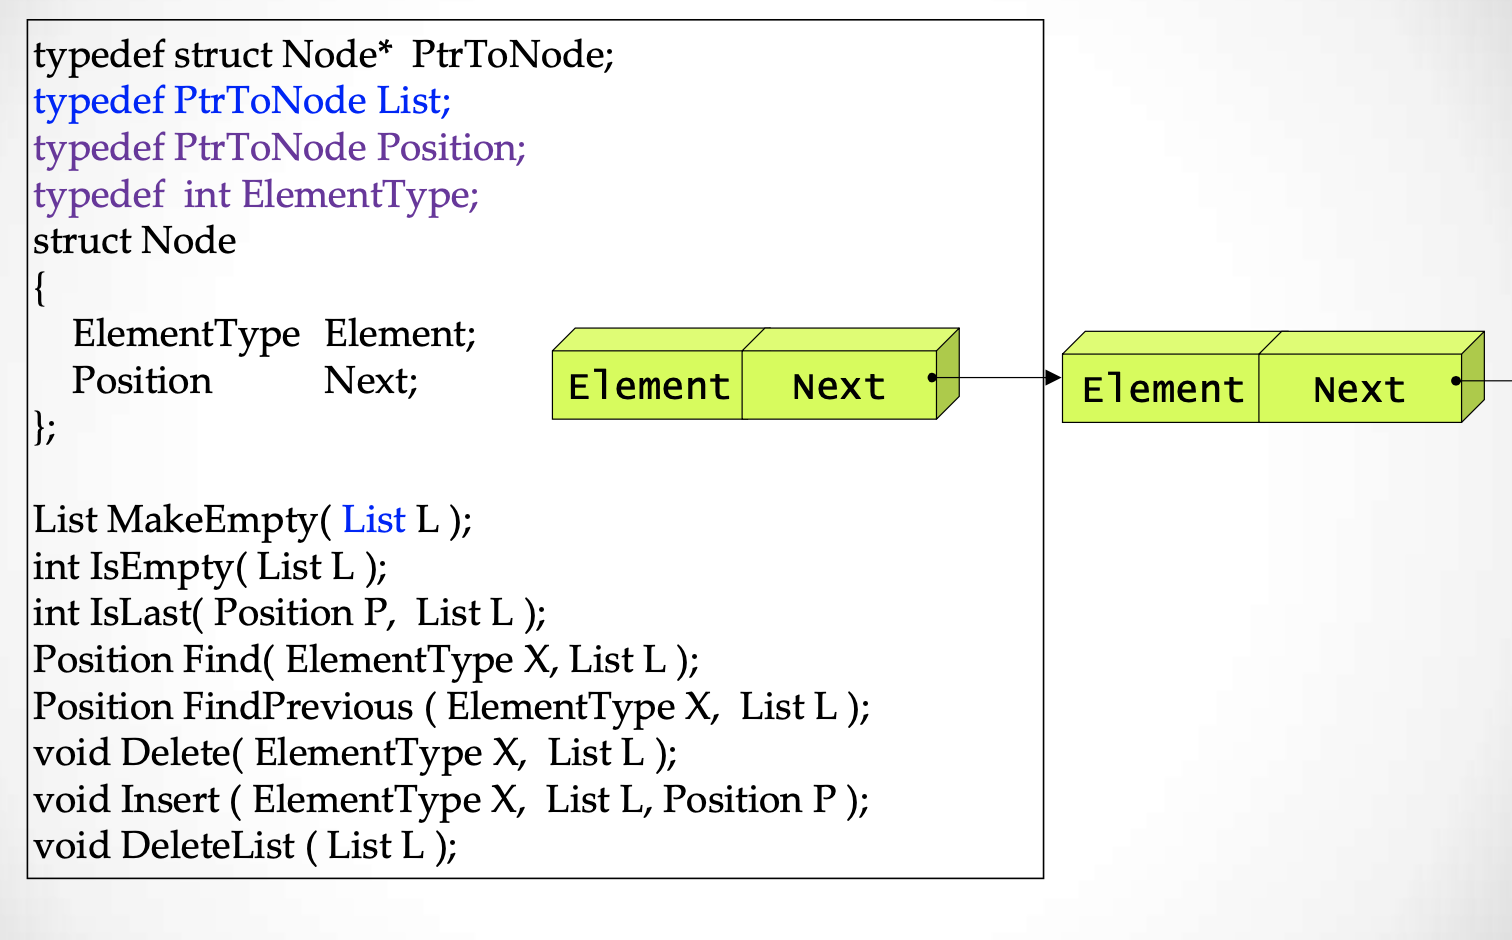 typedef struct Node*  PtrToNode;
typedef PtrToNode List;
typedef PtrToNode Position;
typedef  int ElementType;
struct Node
{
ElementType  Element;
Position  Next;
};
Element Next
Element Next
List MakeEmpty( List L );
int IsEmpty( List L );
int IsLast( Position P,  List L );
Position Find( ElementType X, List L );
Position FindPrevious ( ElementType X,  List L );
void Delete( ElementType X,  List L );
void Insert ( ElementType X,  List L, Position P );
void DeleteList ( List L );